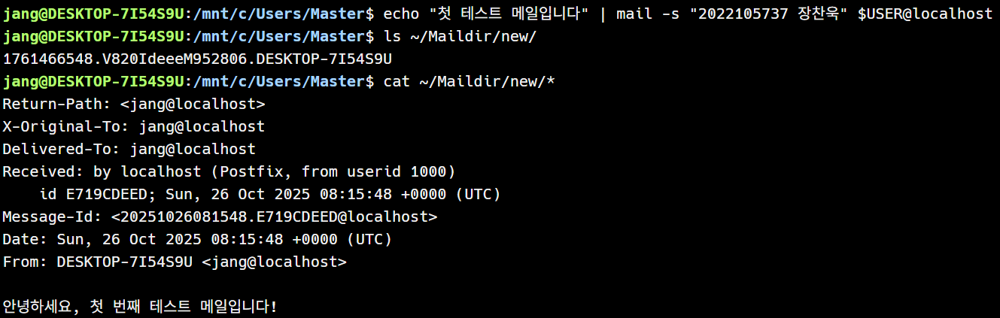 jang@DESKTOP-7I54S9U:/mnt/c/Users/Master$ echo "첫 테스트 메일입니다" | mail -s "2022105737 장찬욱" $USER@localhost
jang@DESKTOP-7I54S9U:/mnt/c/Users/Master$ ls ~/Maildir/new/
1761466548.V820IdeeeM952806.DESKTOP-7I54S9U
jang@DESKTOP-7I54S9U:/mnt/c/Users/Master$ cat ~/Maildir/new/*
Return-Path: <jang@localhost>
X-Original-To: jang@localhost
Delivered-To: jang@localhost
Received: by localhost (Postfix, from userid 1000)
    id E719CDEED; Sun, 26 Oct 2025 08:15:48 +0000 (UTC)
Message-Id: <20251026081548.E719CDEED@localhost>
Date: Sun, 26 Oct 2025 08:15:48 +0000 (UTC)
From: DESKTOP-7I54S9U <jang@localhost>

안녕하세요, 첫 번째 테스트 메일입니다!